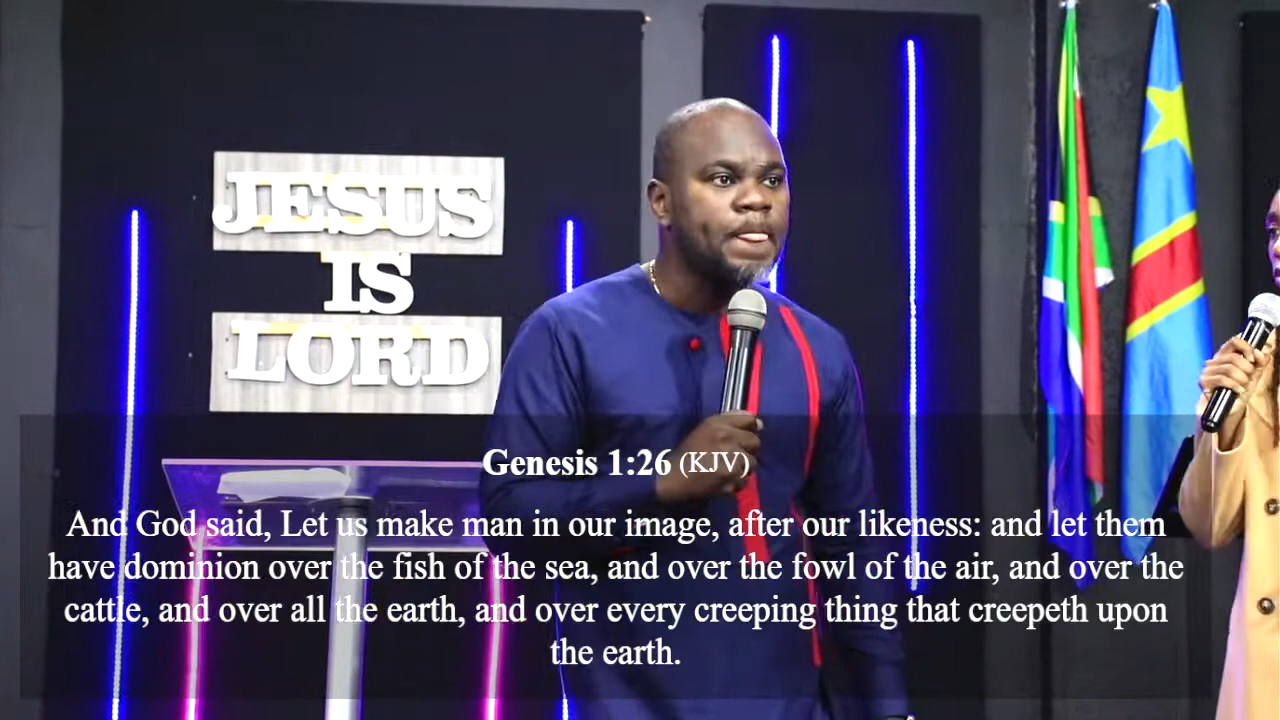 JESUS
IS
LORD
Genesis 1:26 (KJV)
And God said, Let us make man in our image, after our likeness: and let them
have dominion over the fish of the sea, and over the fowl of the air, and over the
cattle, and over all the earth, and over every creeping thing that creepeth upon
the earth.